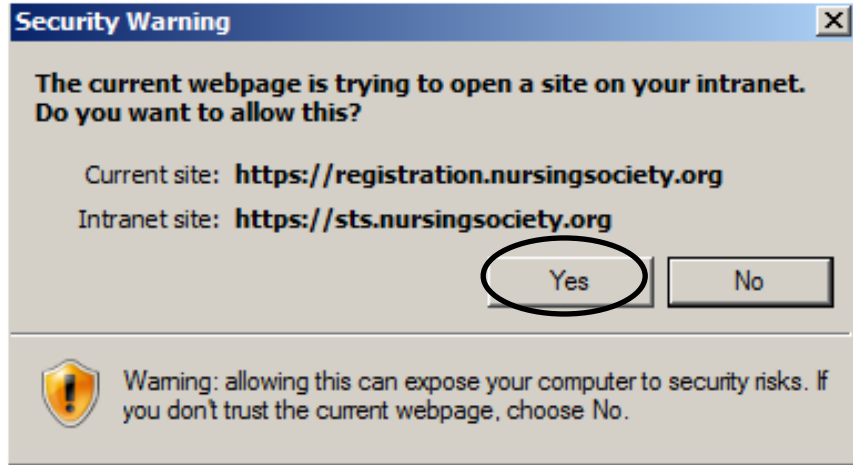 Security Warning
The current webpage is trying to open a site on your intranet.
Do you want to allow this?
Current site: https://registration.nursingsociety.org
Intranet site: https://sts.nursingsociety.org
Yes No
Warning: allowing this can expose your computer to security risks. If
you don't trust the current webpage, choose No.